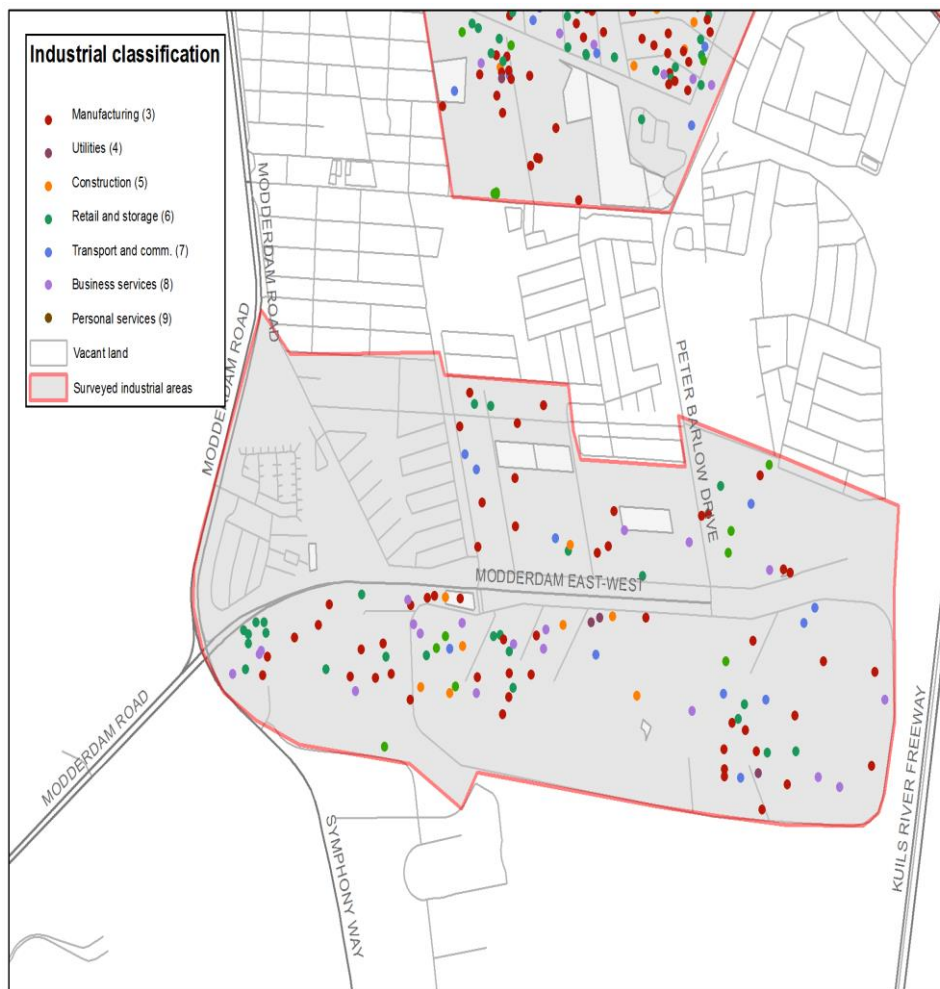 Industrial classification
Manufacturing (3)
Utilities (4)
Construction (5)
Retail and storage (6)
Transport and comm. (7)
Business services (8)
Personal services (9)
Vacant land
Surveyed industrial areas
MODDERDAM ROAD
MODDERDAM ROAD
PETER BARLOW DRIVE
MODDERDAM EAST-WEST
MODDERDAM ROAD
SYMPHONY WAY
KUILS RIVER FREEWAY